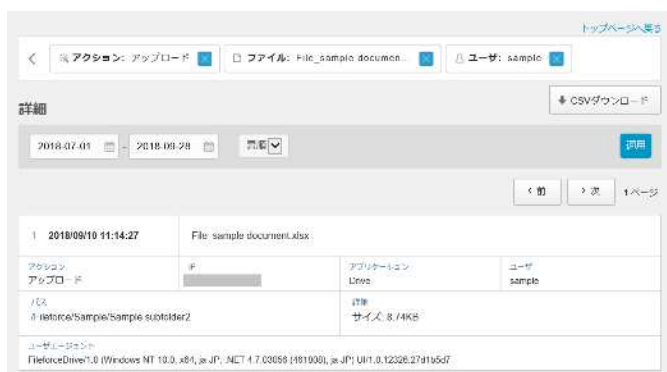 トップページへ戻る
アクション: アップロード
ファイル: File_sample documen...
ユーザ: sample
詳細
CSVダウンロード
2018-07-01 - 2018-09-28
適用
< 前
> 次
1ページ
1 2018/09/10 11:14:27 File_sample document.xlsx
アクション
アップロード
IP
アプリケーション
Drive
ユーザ
sample
パス
/Fileforce/Sample/Sample subfolder2
詳細
サイズ: 8.74KB
ユーザエージェント
FileforceDrive/1.0 (Windows NT 10.0, x64, ja-JP; .NET 4.7.03056 (461808), ja-JP) UI/1.0.12326.27d1b5d7